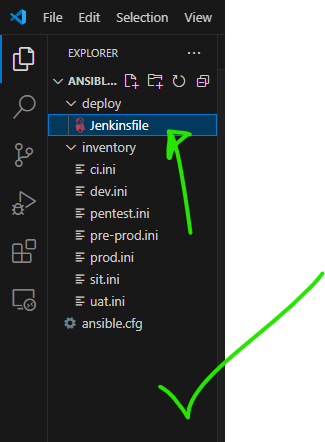 File Edit Selection View
EXPLORER ...
ANSIBL...
deploy
Jenkinsfile
inventory
ci.ini
dev.ini
pentest.ini
pre-prod.ini
prod.ini
sit.ini
uat.ini
ansible.cfg